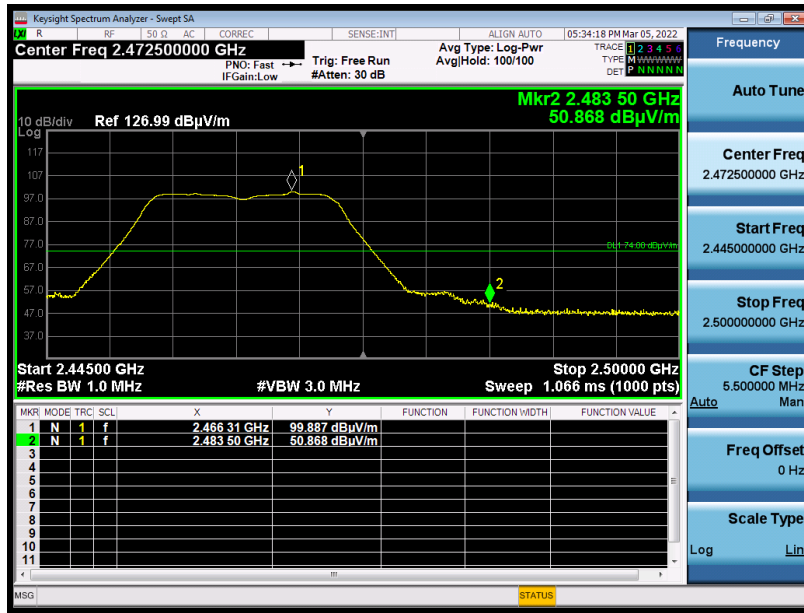 Keysight Spectrum Analyzer - Swept SA
LXI R RF 50 Ω AC CORREC SENSE:INT ALIGN AUTO 05:34:18 PM Mar 05, 2022
Center Freq 2.472500000 GHz
PNO: Fast
IFGain:Low
Trig: Free Run
#Atten: 30 dB
Avg Type: Log-Pwr
Avg|Hold: 100/100
TRACE 1 2 3 4 5 6
TYPE M W W W W W
DET P N N N N N
Mkr2 2.483 50 GHz
50.868 dBµV/m
10 dB/div Ref 126.99 dBµV/m
Log
117
107
97.0
87.0
77.0
67.0
57.0
47.0
37.0
1
DL1 74.00 dBµV/m
2
Start 2.44500 GHz Stop 2.50000 GHz
#Res BW 1.0 MHz #VBW 3.0 MHz Sweep 1.066 ms (1000 pts)
MKR MODE TRC SCL X Y FUNCTION FUNCTION WIDTH FUNCTION VALUE
1 N 1 f 2.466 31 GHz 99.887 dBµV/m
2 N 1 f 2.483 50 GHz 50.868 dBµV/m
3
4
5
6
7
8
9
10
11
MSG STATUS
Frequency
Auto Tune
Center Freq
2.472500000 GHz
Start Freq
2.445000000 GHz
Stop Freq
2.500000000 GHz
CF Step
5.500000 MHz
Auto Man
Freq Offset
0 Hz
Scale Type
Log Lin